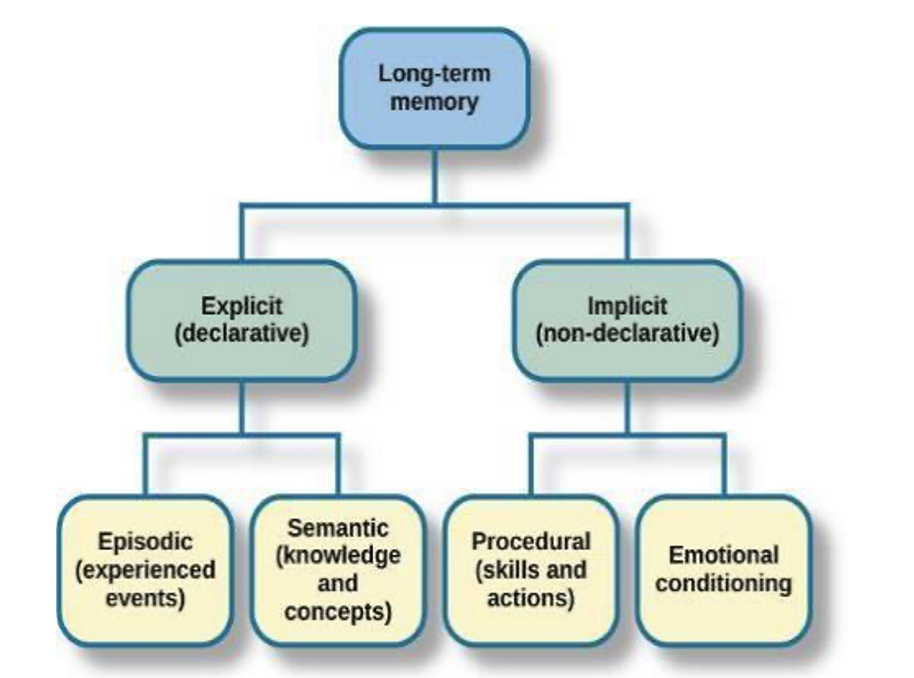 Long-term
memory
Explicit
(declarative)
Implicit
(non-declarative)
Episodic
(experienced
events)
Semantic
(knowledge
and
concepts)
Procedural
(skills and
actions)
Emotional
conditioning